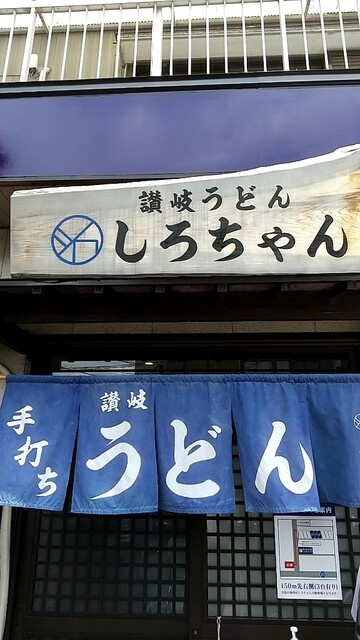 讃岐うどん
しろちゃん
手打ち
讃岐
うどん
150m先右側(3台有り)